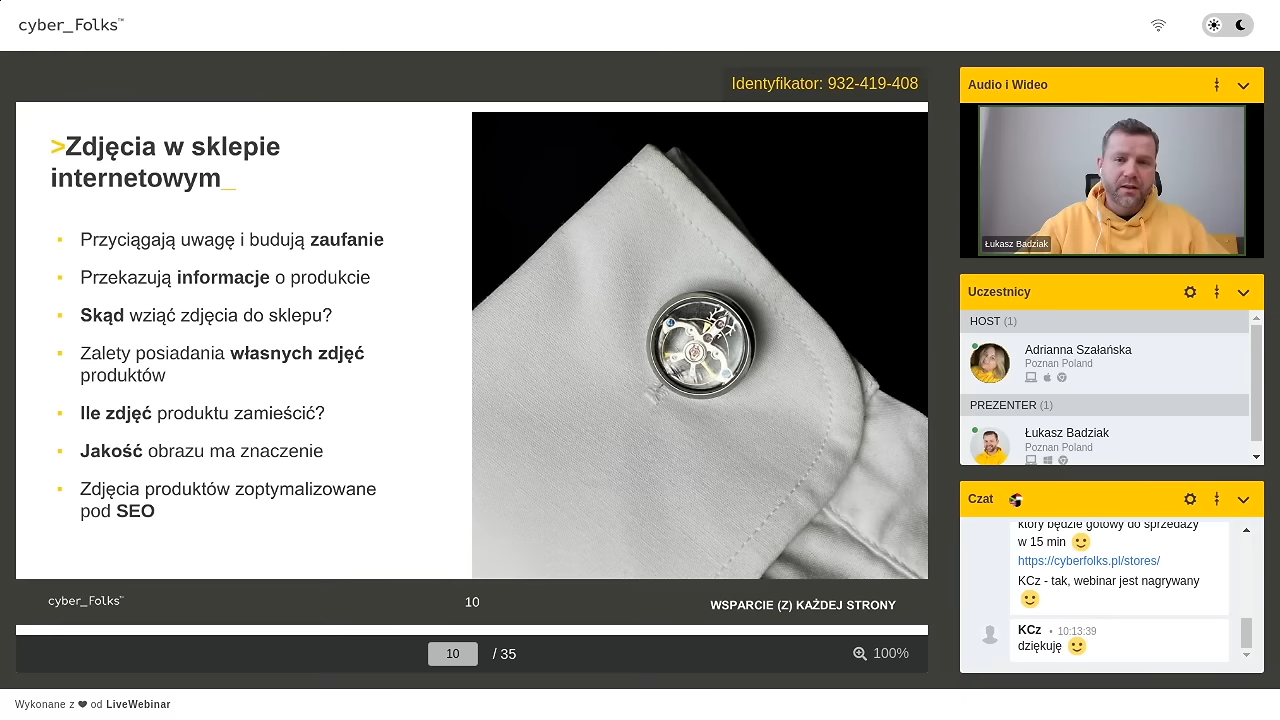 cyber_Folks™
Identyfikator: 932-419-408
>Zdjęcia w sklepie
internetowym_
Przyciągają uwagę i budują zaufanie
Przekazują informacje o produkcie
Skąd wziąć zdjęcia do sklepu?
Zalety posiadania własnych zdjęć
produktów
Ile zdjęć produktu zamieścić?
Jakość obrazu ma znaczenie
Zdjęcia produktów zoptymalizowane
pod SEO
cyber_Folks™
10
WSPARCIE (Z) KAŻDEJ STRONY
10 / 35
100%
Audio i Wideo
Łukasz Badziak
Uczestnicy
HOST (1)
Adrianna Szałańska
Poznan Poland
PREZENTER (1)
Łukasz Badziak
Poznan Poland
Czat
który będzie gotowy do sprzedaży
w 15 min
https://cyberfolks.pl/stores/
KCz - tak, webinar jest nagrywany
KCz • 10:13:39
dziękuję
Wykonane z ❤ od LiveWebinar